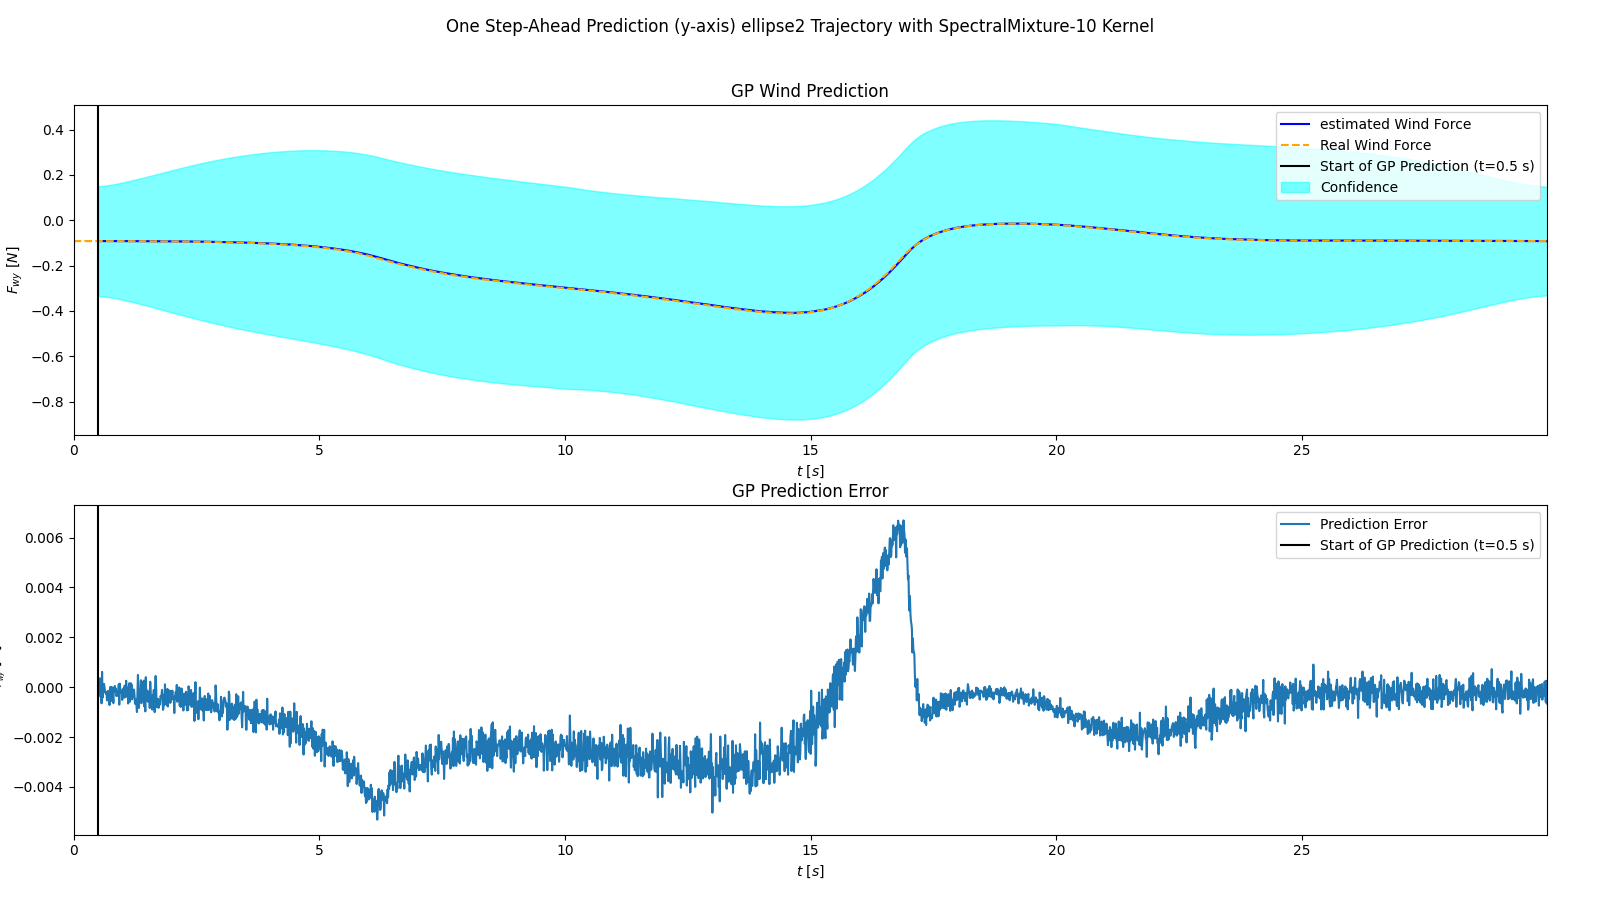 One Step-Ahead Prediction (y-axis) ellipse2 Trajectory with SpectralMixture-10 Kernel
GP Wind Prediction
0.4
0.2
0.0
−0.2
−0.4
−0.6
−0.8
F_wy [N]
estimated Wind Force
Real Wind Force
Start of GP Prediction (t=0.5 s)
Confidence
0 5 10 15 20 25
t [s]
GP Prediction Error
0.006
0.004
0.002
0.000
−0.002
−0.004
Prediction Error
Start of GP Prediction (t=0.5 s)
0 5 10 15 20 25
t [s]